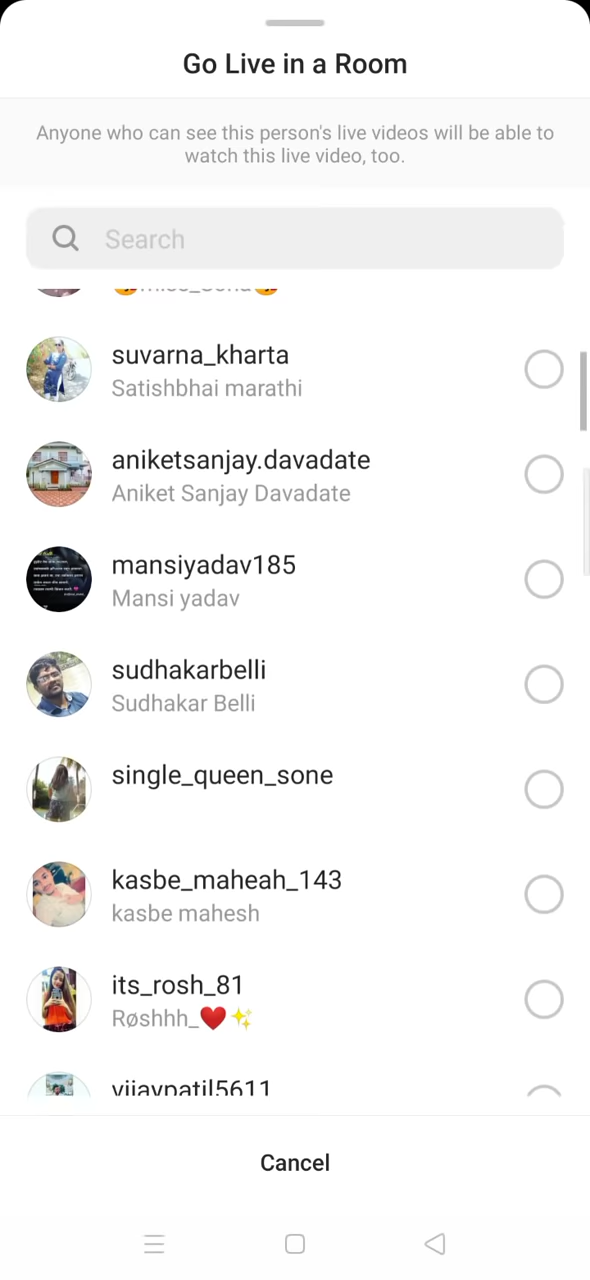 Go Live in a Room
Anyone who can see this person's live videos will be able to
watch this live video, too.
Search
suvarna_kharta
Satishbhai marathi
aniketsanjay.davadate
Aniket Sanjay Davadate
mansiyadav185
Mansi yadav
sudhakarbelli
Sudhakar Belli
single_queen_sone
kasbe_maheah_143
kasbe mahesh
its_rosh_81
Røshhh_❤️✨
vijaypatil5611
Cancel